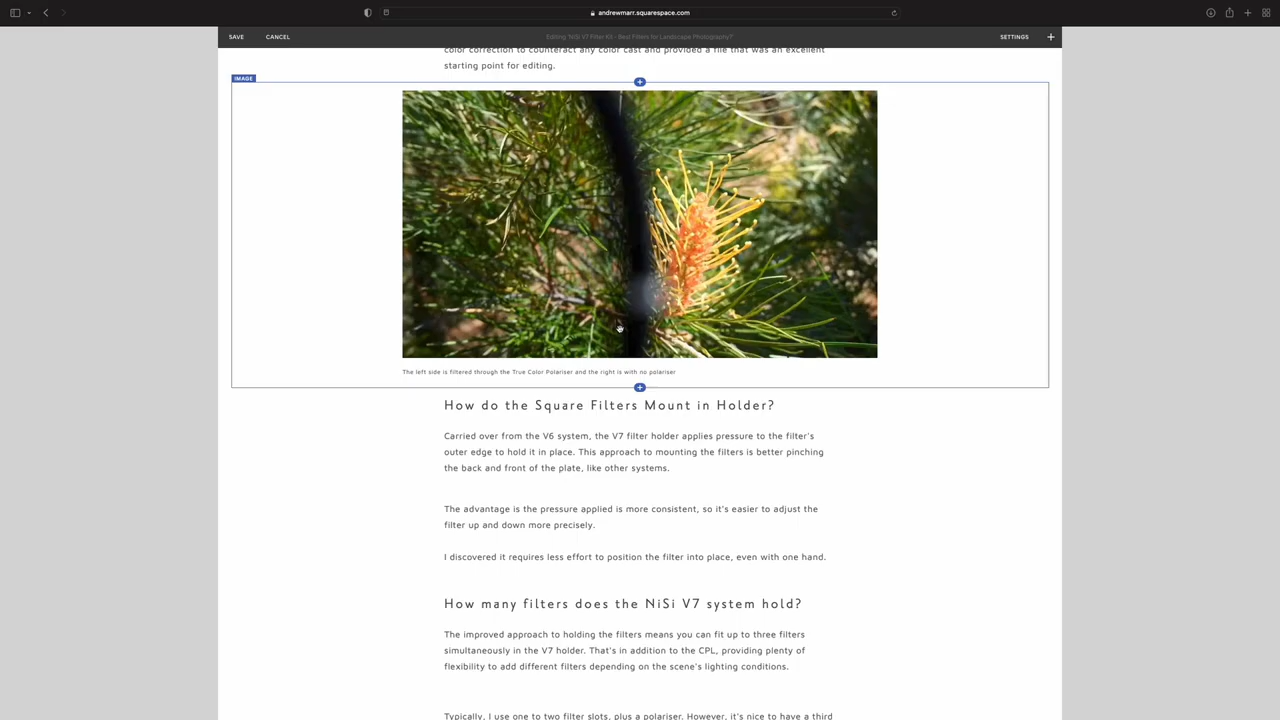 andrewmarr.squarespace.com
SAVE
CANCEL
Editing "NiSi V7 Filter Kit - Best Filters for Landscape Photography?"
SETTINGS
color correction to counteract any color cast and provided a file that was an excellent
starting point for editing.
IMAGE
The left side is filtered through the True Color Polariser and the right is with no polariser
How do the Square Filters Mount in Holder?
Carried over from the V6 system, the V7 filter holder applies pressure to the filter's
outer edge to hold it in place. This approach to mounting the filters is better pinching
the back and front of the plate, like other systems.
The advantage is the pressure applied is more consistent, so it's easier to adjust the
filter up and down more precisely.
I discovered it requires less effort to position the filter into place, even with one hand.
How many filters does the NiSi V7 system hold?
The improved approach to holding the filters means you can fit up to three filters
simultaneously in the V7 holder. That's in addition to the CPL, providing plenty of
flexibility to add different filters depending on the scene's lighting conditions.
Typically, I use one to two filter slots, plus a polariser. However, it's nice to have a third